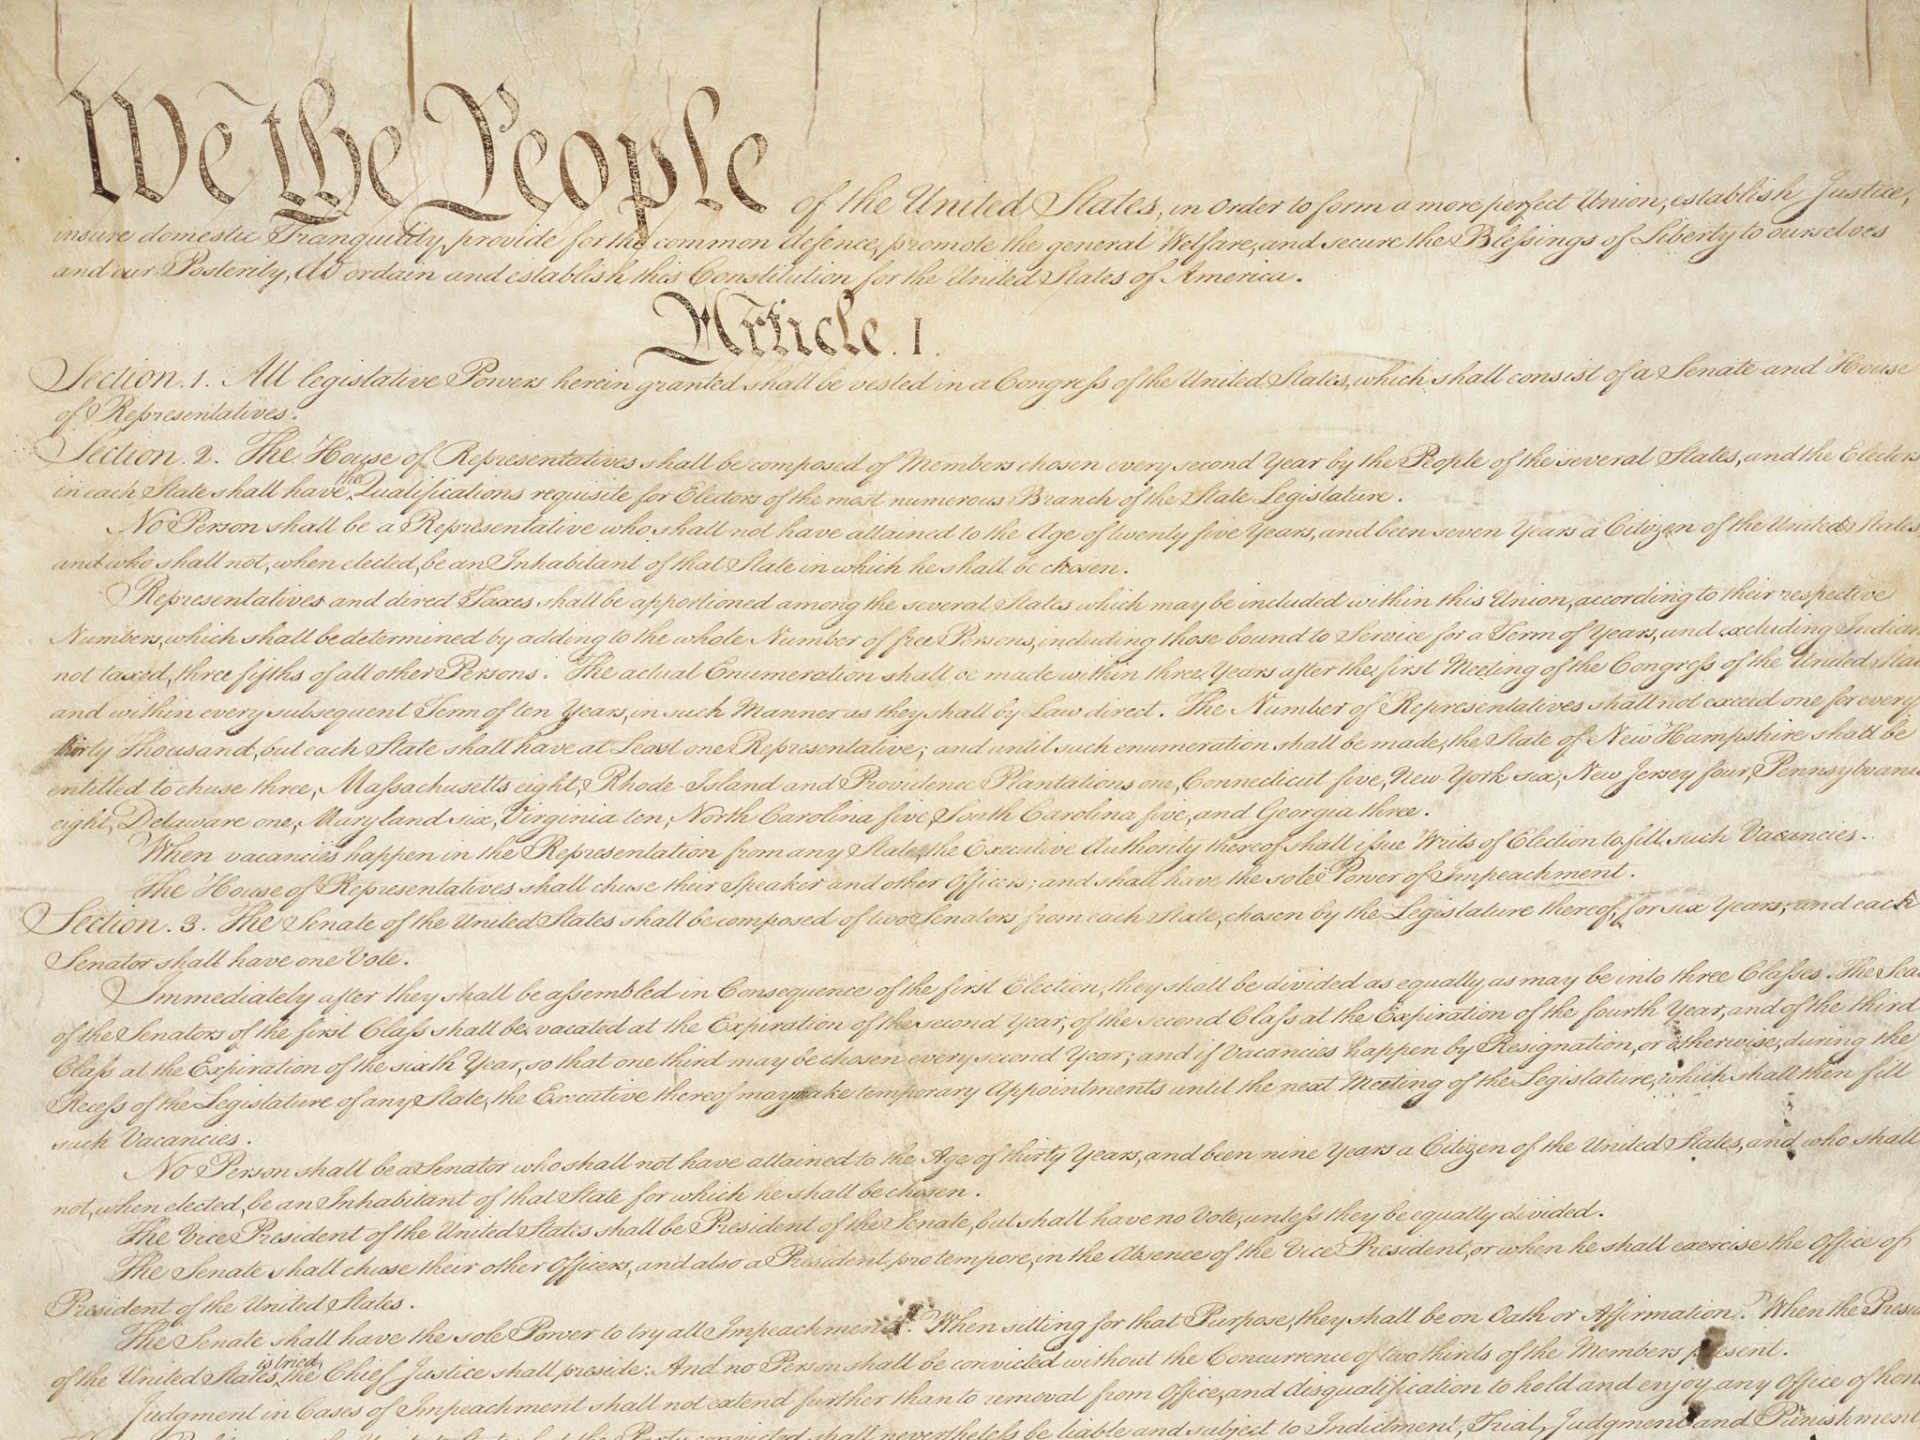 We the People of the United States, in Order to form a more perfect Union, establish Justice,
insure domestic Tranquility, provide for the common defence, promote the general Welfare, and secure the Blessings of Liberty to ourselves
and our Posterity, do ordain and establish this Constitution for the United States of America.
Article. I.
Section. 1. All legislative Powers herein granted shall be vested in a Congress of the United States, which shall consist of a Senate and House
of Representatives.
Section. 2. The House of Representatives shall be composed of Members chosen every second Year by the People of the several States, and the Electors
in each State shall have the Qualifications requisite for Electors of the most numerous Branch of the State Legislature.
No Person shall be a Representative who shall not have attained to the Age of twenty five Years, and been seven Years a Citizen of the United States,
and who shall not, when elected, be an Inhabitant of that State in which he shall be chosen.
Representatives and direct Taxes shall be apportioned among the several States which may be included within this Union, according to their respective
Numbers, which shall be determined by adding to the whole Number of free Persons, including those bound to Service for a Term of Years, and excluding Indians
not taxed, three fifths of all other Persons. The actual Enumeration shall be made within three Years after the first Meeting of the Congress of the United Stat
and within every subsequent Term of ten Years, in such Manner as they shall by Law direct. The Number of Representatives shall not exceed one for every
thirty Thousand, but each State shall have at Least one Representative; and until such enumeration shall be made, the State of New Hampshire shall be
entitled to chuse three, Massachusetts eight, Rhode-Island and Providence Plantations one, Connecticut five, New-York six, New Jersey four, Pennsylvania
eight, Delaware one, Maryland six, Virginia ten, North Carolina five, South Carolina five, and Georgia three.
When vacancies happen in the Representation from any State, the Executive Authority thereof shall issue Writs of Election to fill such Vacancies.
The House of Representatives shall chuse their Speaker and other Officers; and shall have the sole Power of Impeachment.
Section. 3. The Senate of the United States shall be composed of two Senators from each State, chosen by the Legislature thereof, for six Years; and each
Senator shall have one Vote.
Immediately after they shall be assembled in Consequence of the first Election, they shall be divided as equally as may be into three Classes. The Sea
of the Senators of the first Class shall be vacated at the Expiration of the second Year, of the second Class at the Expiration of the fourth Year, and of the third
Class at the Expiration of the sixth Year, so that one third may be chosen every second Year; and if Vacancies happen by Resignation, or otherwise, during the
Recess of the Legislature of any State, the Executive thereof may make temporary Appointments until the next Meeting of the Legislature, which shall then fill
such Vacancies.
No Person shall be a Senator who shall not have attained to the Age of thirty Years, and been nine Years a Citizen of the United States, and who shall
not, when elected, be an Inhabitant of that State for which he shall be chosen.
The Vice President of the United States shall be President of the Senate, but shall have no Vote, unless they be equally divided.
The Senate shall chuse their other Officers, and also a President pro tempore, in the Absence of the Vice President, or when he shall exercise the Office of
President of the United States.
The Senate shall have the sole Power to try all Impeachments. When sitting for that Purpose, they shall be on Oath or Affirmation. When the Presid
of the United States is tried, the Chief Justice shall preside: And no Person shall be convicted without the Concurrence of two thirds of the Members present.
Judgment in Cases of Impeachment shall not extend further than to removal from Office, and disqualification to hold and enjoy any Office of hon
the Party convicted shall nevertheless be liable and subject to Indictment, Trial, Judgment and Punishment